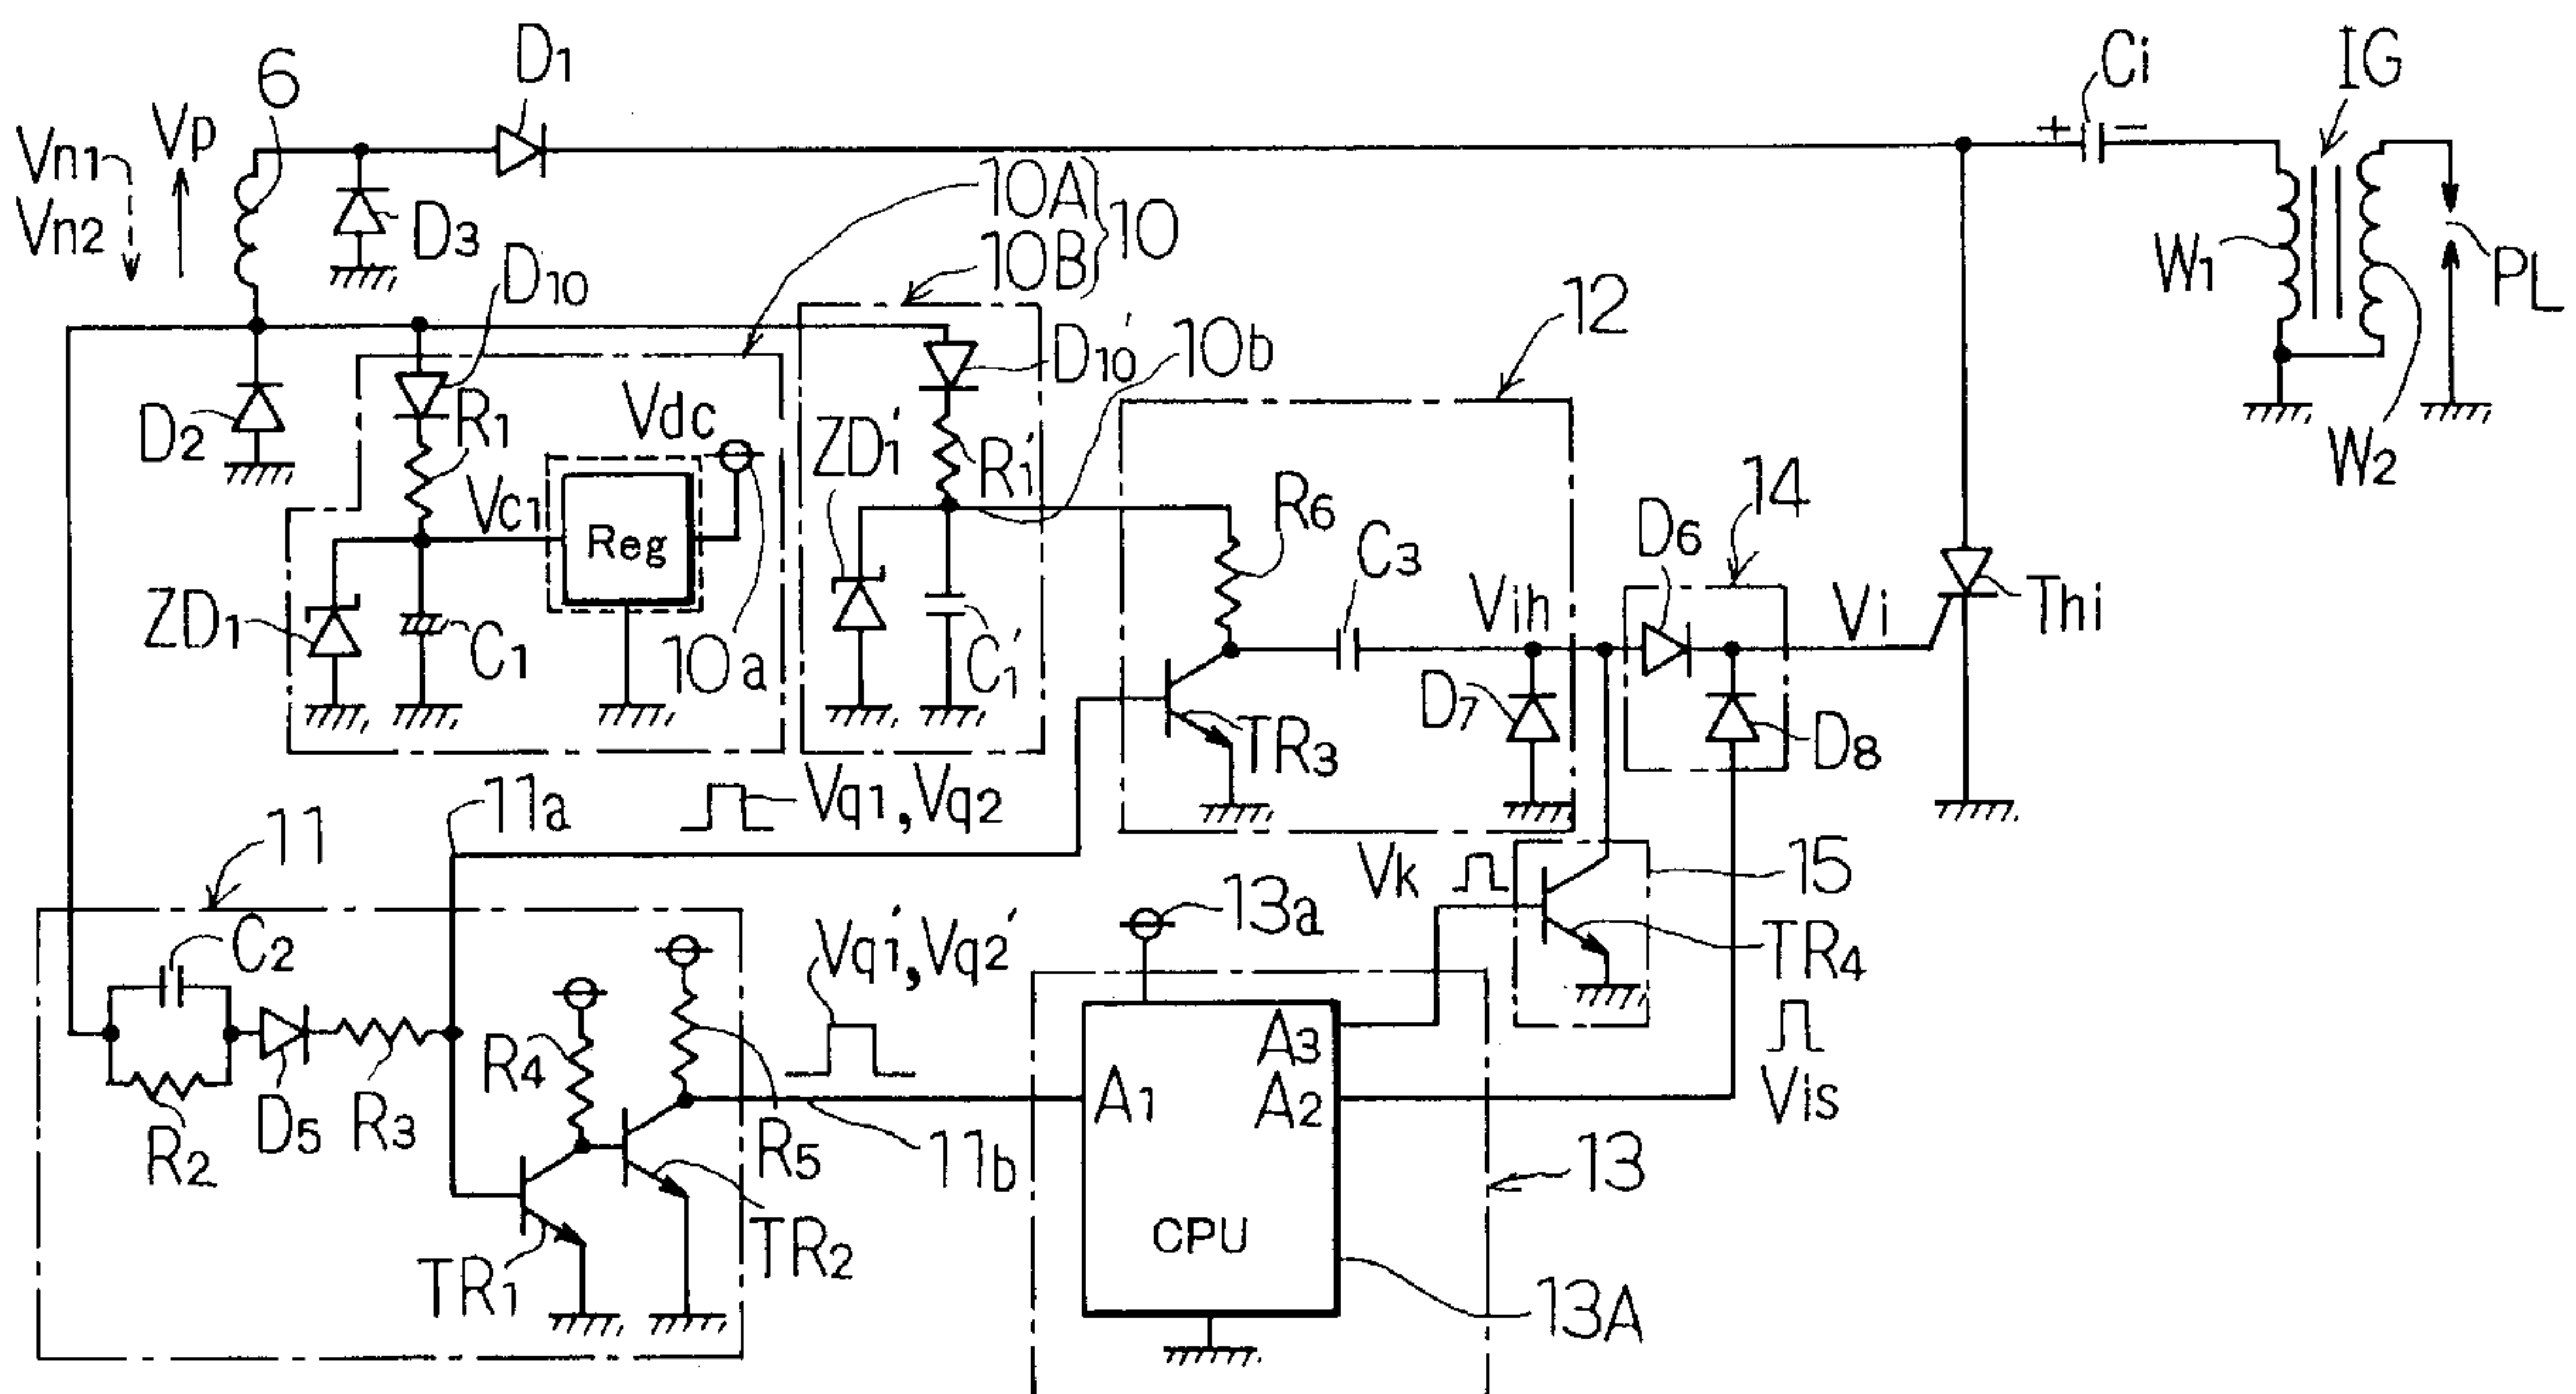 6
D1
Ci
IG
Vn1
Vp
Vn2
D3
10A
10B
10
D10
W1
PL
12
D10'
10b
D2
R1
Vdc
ZD1'
R1'
W2
14
Vc1
Reg
R6
C3
D6
Vih
Vi
Thi
ZD1
C1
10a
C1'
D7
D8
TR3
11a
Vq1,Vq2
11
Vk
15
C2
Vq1',Vq2'
13a
TR4
A3
R4
A1
A2
Vis
R2
D5
R3
R5
11b
13
TR1
TR2
CPU
13A